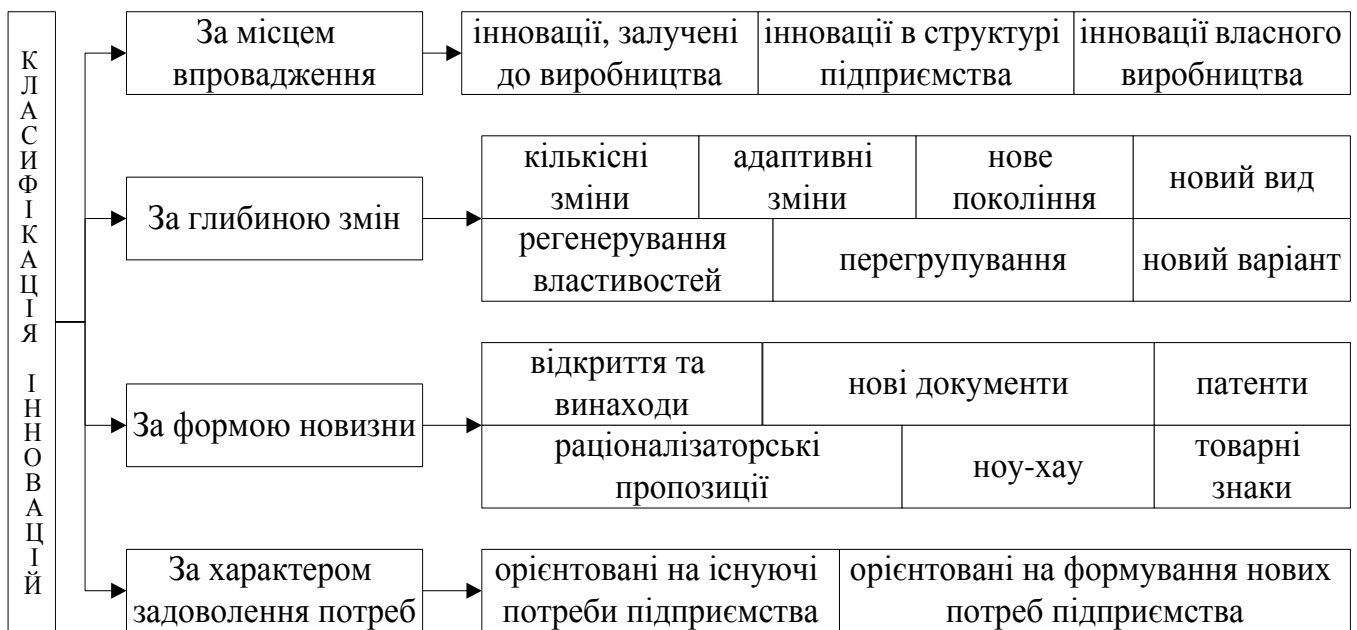 КЛАСИФІКАЦІЯ ІННОВАЦІЙ
За місцем
впровадження
інновації, залучені
до виробництва
інновації в структурі
підприємства
інновації власного
виробництва
За глибиною змін
кількісні
зміни
адаптивні
зміни
нове
покоління
новий вид
регенерування
властивостей
перегрупування
новий варіант
За формою новизни
відкриття та
винаходи
нові документи
патенти
раціоналізаторські
пропозиції
ноу-хау
товарні
знаки
За характером
задоволення потреб
орієнтовані на існуючі
потреби підприємства
орієнтовані на формування нових
потреб підприємства